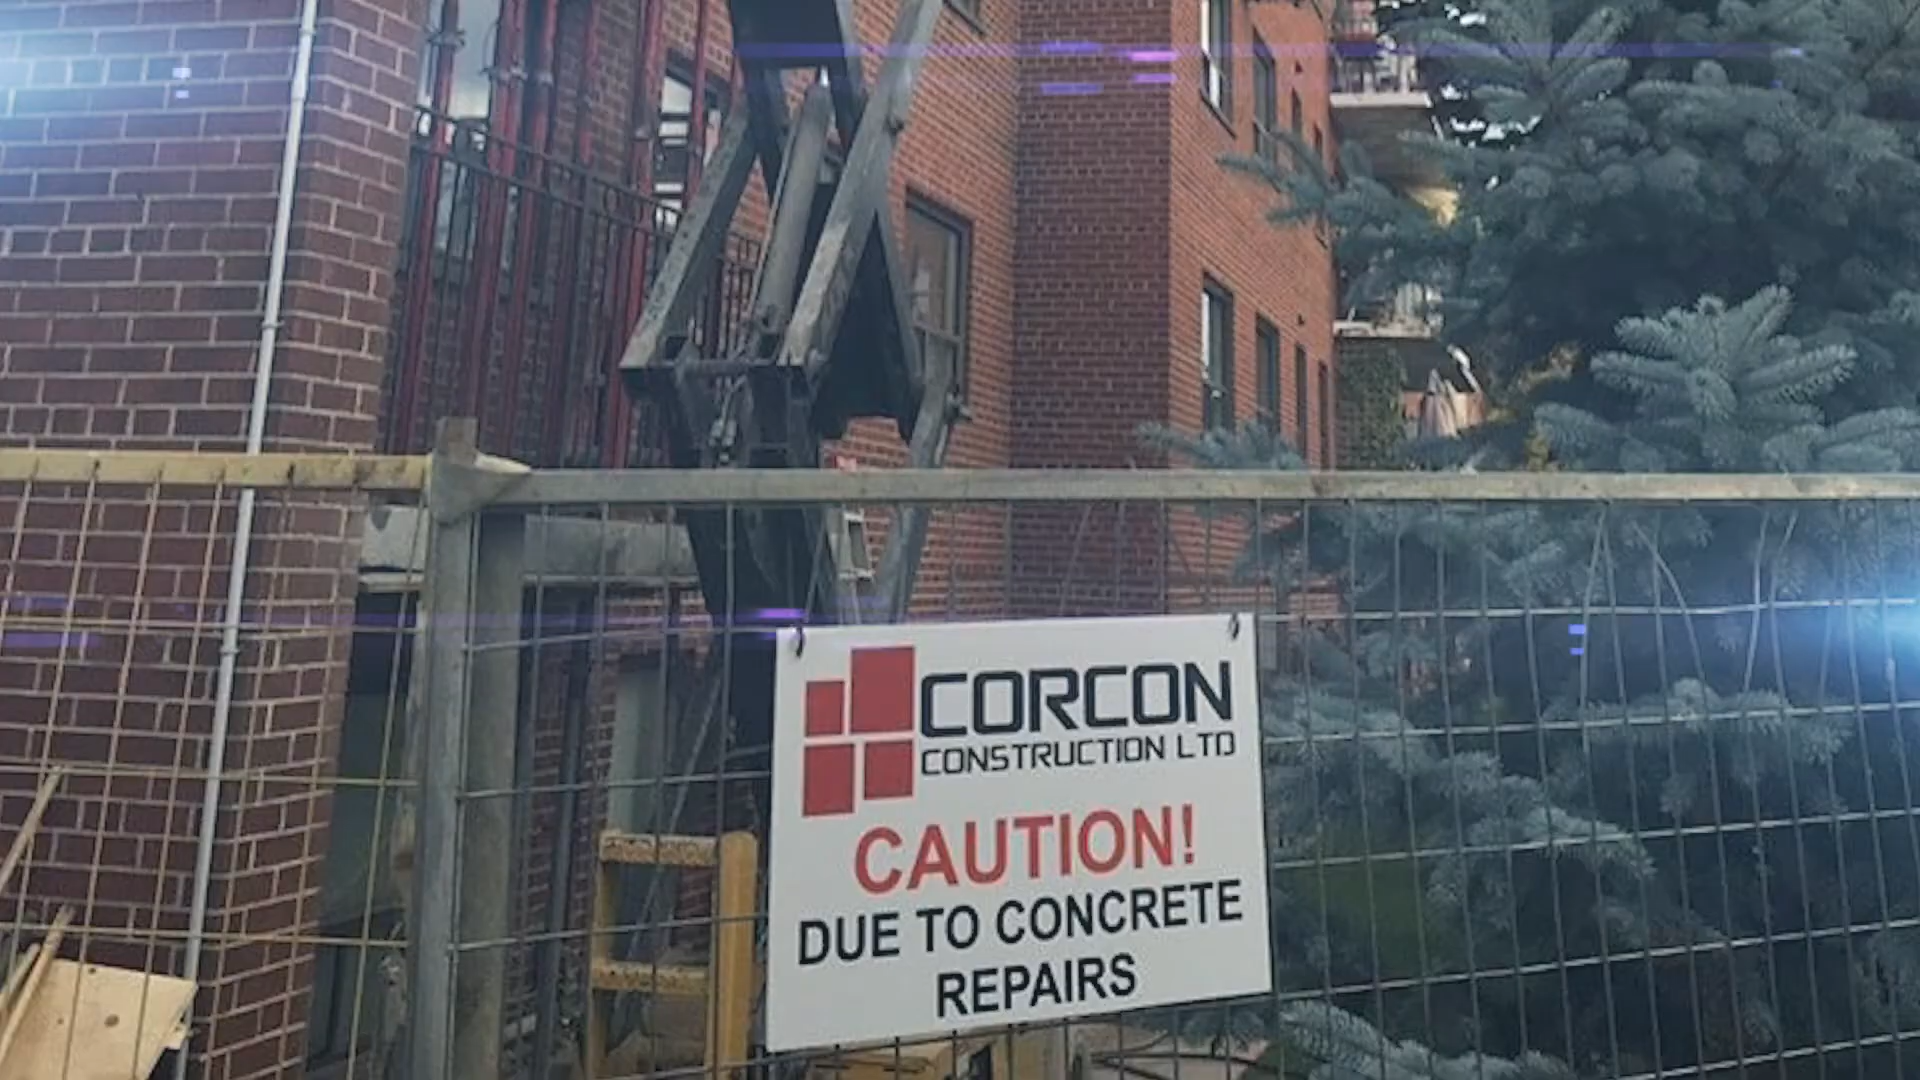 CORCON
CONSTRUCTION LTD
CAUTION!
DUE TO CONCRETE
REPAIRS